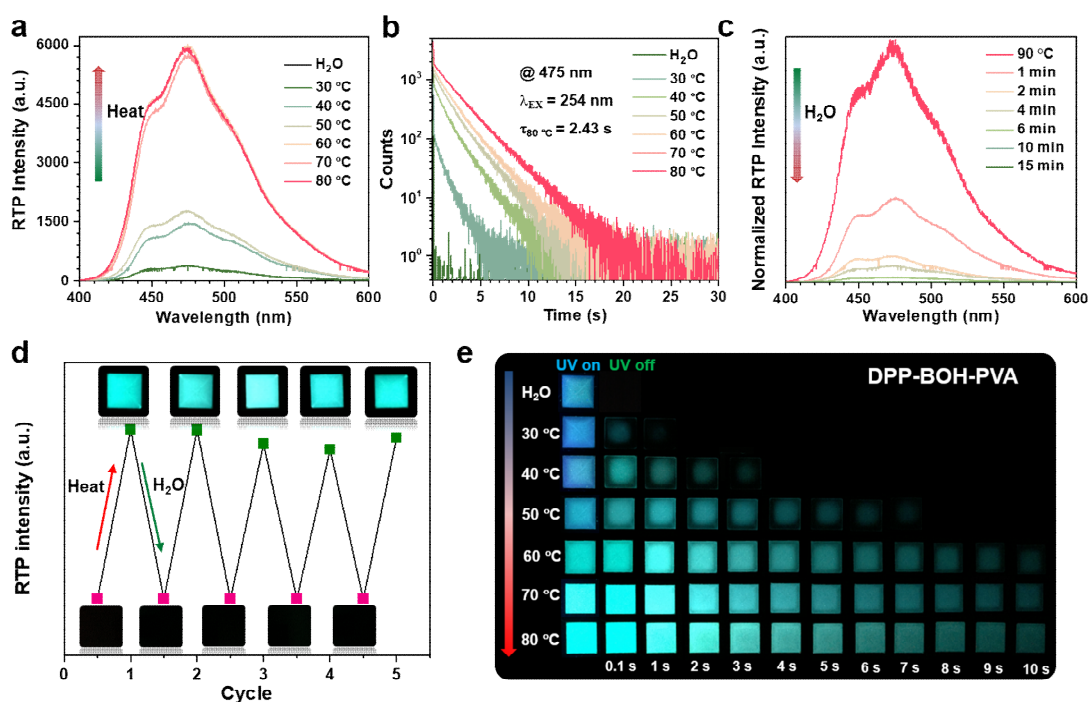 a
6000
4500
3000
1500
0
RTP Intensity (a.u.)
Heat
H₂O
30 °C
40 °C
50 °C
60 °C
70 °C
80 °C
400 450 500 550 600
Wavelength (nm)
b
10³
10²
10¹
10⁰
Counts
@ 475 nm
λEX = 254 nm
τ80 °C = 2.43 s
H₂O
30 °C
40 °C
50 °C
60 °C
70 °C
80 °C
0 5 10 15 20 25 30
Time (s)
c
Normalized RTP Intensity (a.u.)
H₂O
90 °C
1 min
2 min
4 min
6 min
10 min
15 min
400 450 500 550 600
Wavelength (nm)
d
RTP intensity (a.u.)
Heat
H₂O
0 1 2 3 4 5
Cycle
e
UV on UV off
DPP-BOH-PVA
H₂O
30 °C
40 °C
50 °C
60 °C
70 °C
80 °C
0.1 s 1 s 2 s 3 s 4 s 5 s 6 s 7 s 8 s 9 s 10 s